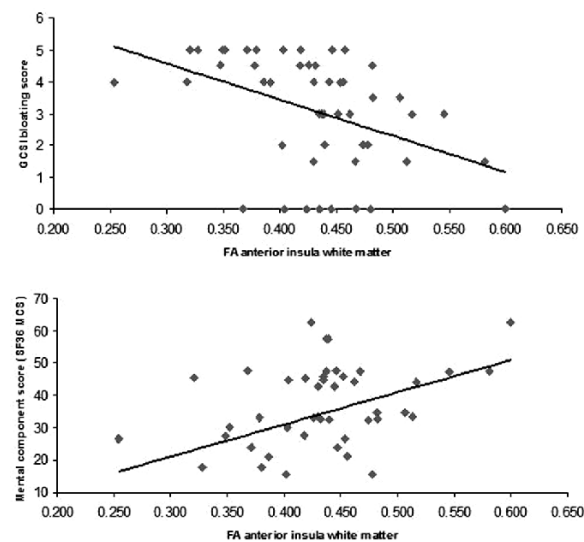 6
5
4
3
2
1
0
GCSI bloating score
0.200 0.250 0.300 0.350 0.400 0.450 0.500 0.550 0.600 0.650
FA anterior insula white matter
70
60
50
40
30
20
10
Mental component score (SF36 MCS)
0.200 0.250 0.300 0.350 0.400 0.450 0.500 0.550 0.600 0.650
FA anterior insula white matter